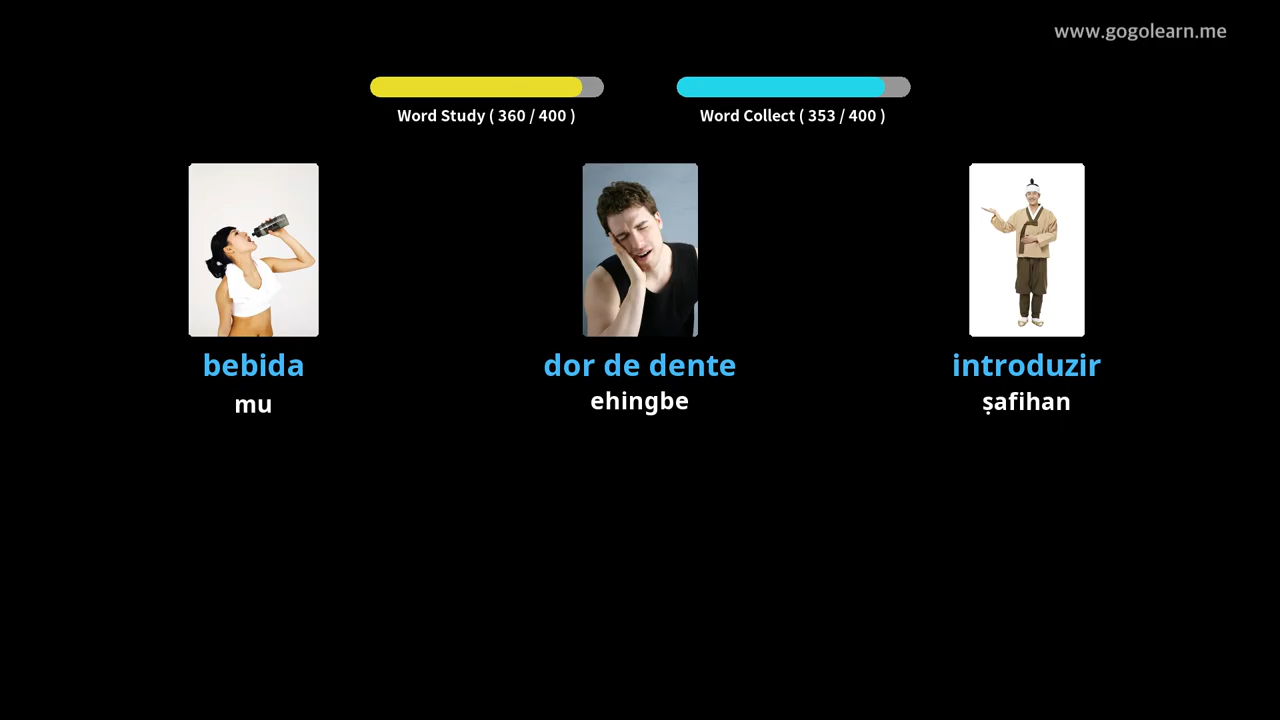 www.gogolearn.me
Word Study ( 360 / 400 )
Word Collect ( 353 / 400 )
bebida
mu
dor de dente
ehingbe
introduzir
ṣafihan